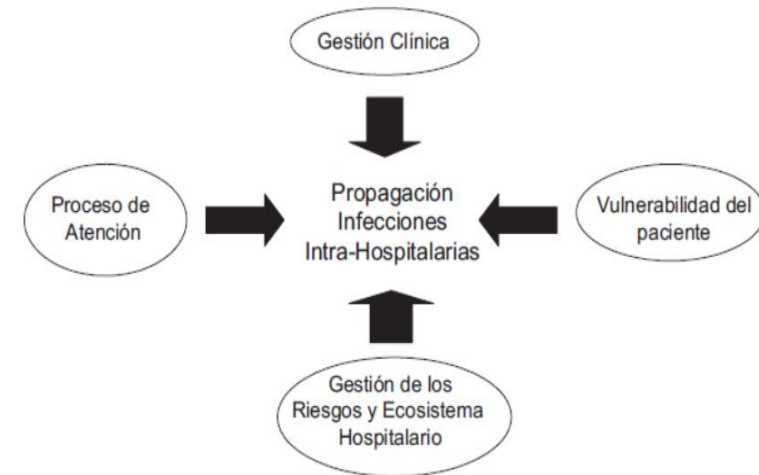 Gestión Clínica
Proceso de
Atención
Propagación
Infecciones
Intra-Hospitalarias
Vulnerabilidad del
paciente
Gestión de los
Riesgos y Ecosistema
Hospitalario